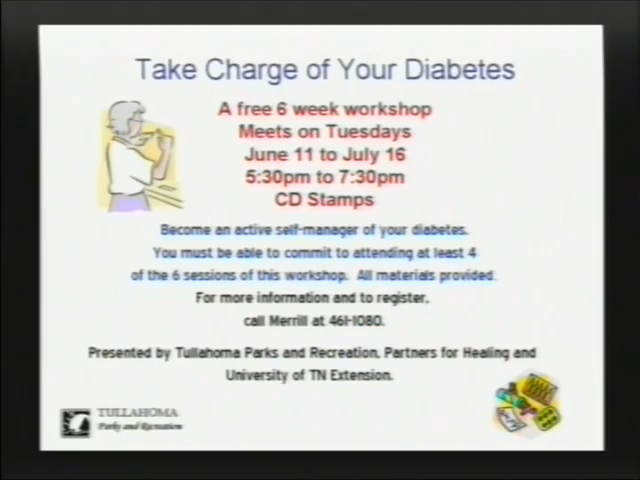 Take Charge of Your Diabetes
A free 6 week workshop
Meets on Tuesdays
June 11 to July 16
5:30pm to 7:30pm
CD Stamps
Become an active self-manager of your diabetes.
You must be able to commit to attending at least 4
of the 6 sessions of this workshop. All materials provided.
For more information and to register,
call Merrill at 461-1080.
Presented by Tullahoma Parks and Recreation, Partners for Healing and
University of TN Extension.
TULLAHOMA
Parks and Recreation